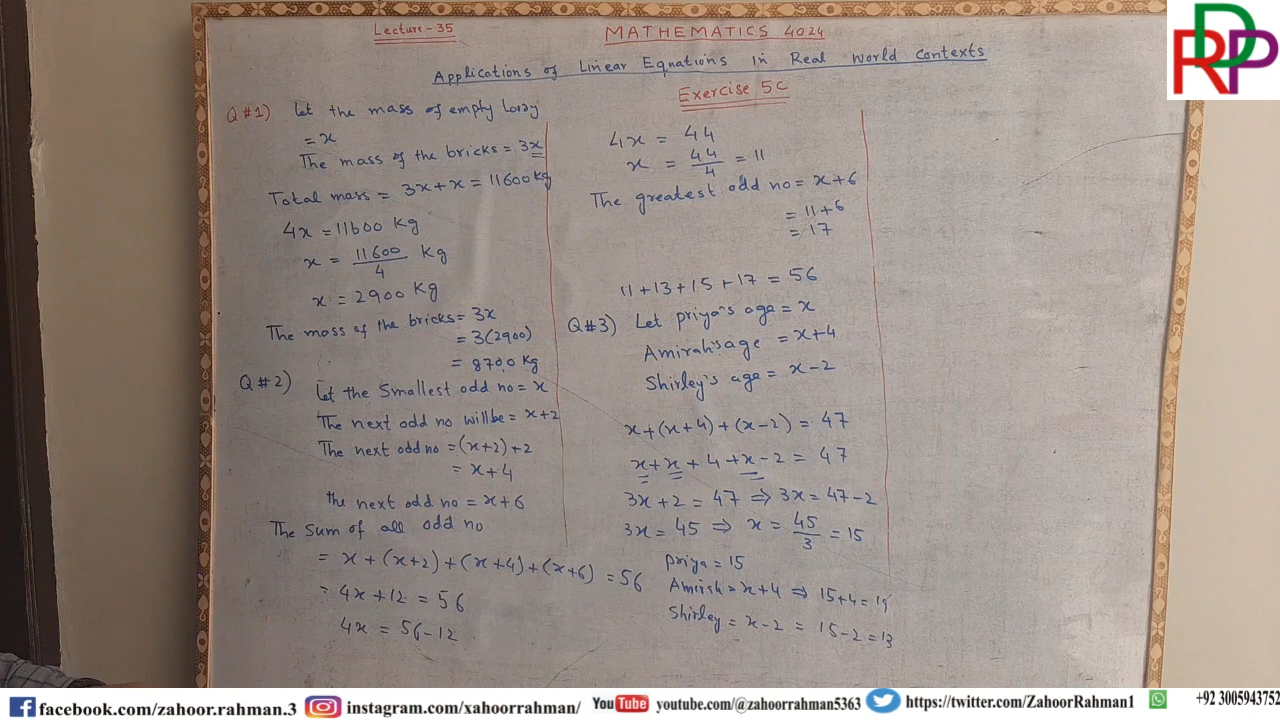 Lecture-35
MATHEMATICS 4024
Applications of Linear Equations in Real world contexts
Exercise 5C
Q#1) Let the mass of empty Lorry
= x
The mass of the bricks = 3x
Total mass = 3x+x = 11600 kg
4x = 11600 Kg
x = 11600/4 Kg
x = 2900 Kg
The mass of the bricks = 3x
= 3(2900)
= 8700 Kg
Q#2) Let the Smallest odd no = x
The next odd no will be = x+2
The next odd no = (x+2)+2
= x+4
the next odd no = x+6
The sum of all odd no
= x+(x+2)+(x+4)+(x+6) = 56
= 4x+12 = 56
4x = 56-12
4x = 44
x = 44/4 = 11
The greatest odd no = x+6
= 11+6
= 17
11+13+15+17 = 56
Q#3) Let priya's age = x
Amirah's age = x+4
Shirley's age = x-2
x+(x+4)+(x-2) = 47
x+x+4+x-2 = 47
3x+2 = 47 ⇒ 3x = 47-2
3x = 45 ⇒ x = 45/3 = 15
priya = 15
Amirah = x+4 ⇒ 15+4 = 19
Shirley = x-2 = 15-2 = 13
RDP
facebook.com/zahoor.rahman.3
instagram.com/xahoorrahman/
YouTube youtube.com/@zahoorrahman5363
https://twitter.com/ZahoorRahman1
+92 3005943752